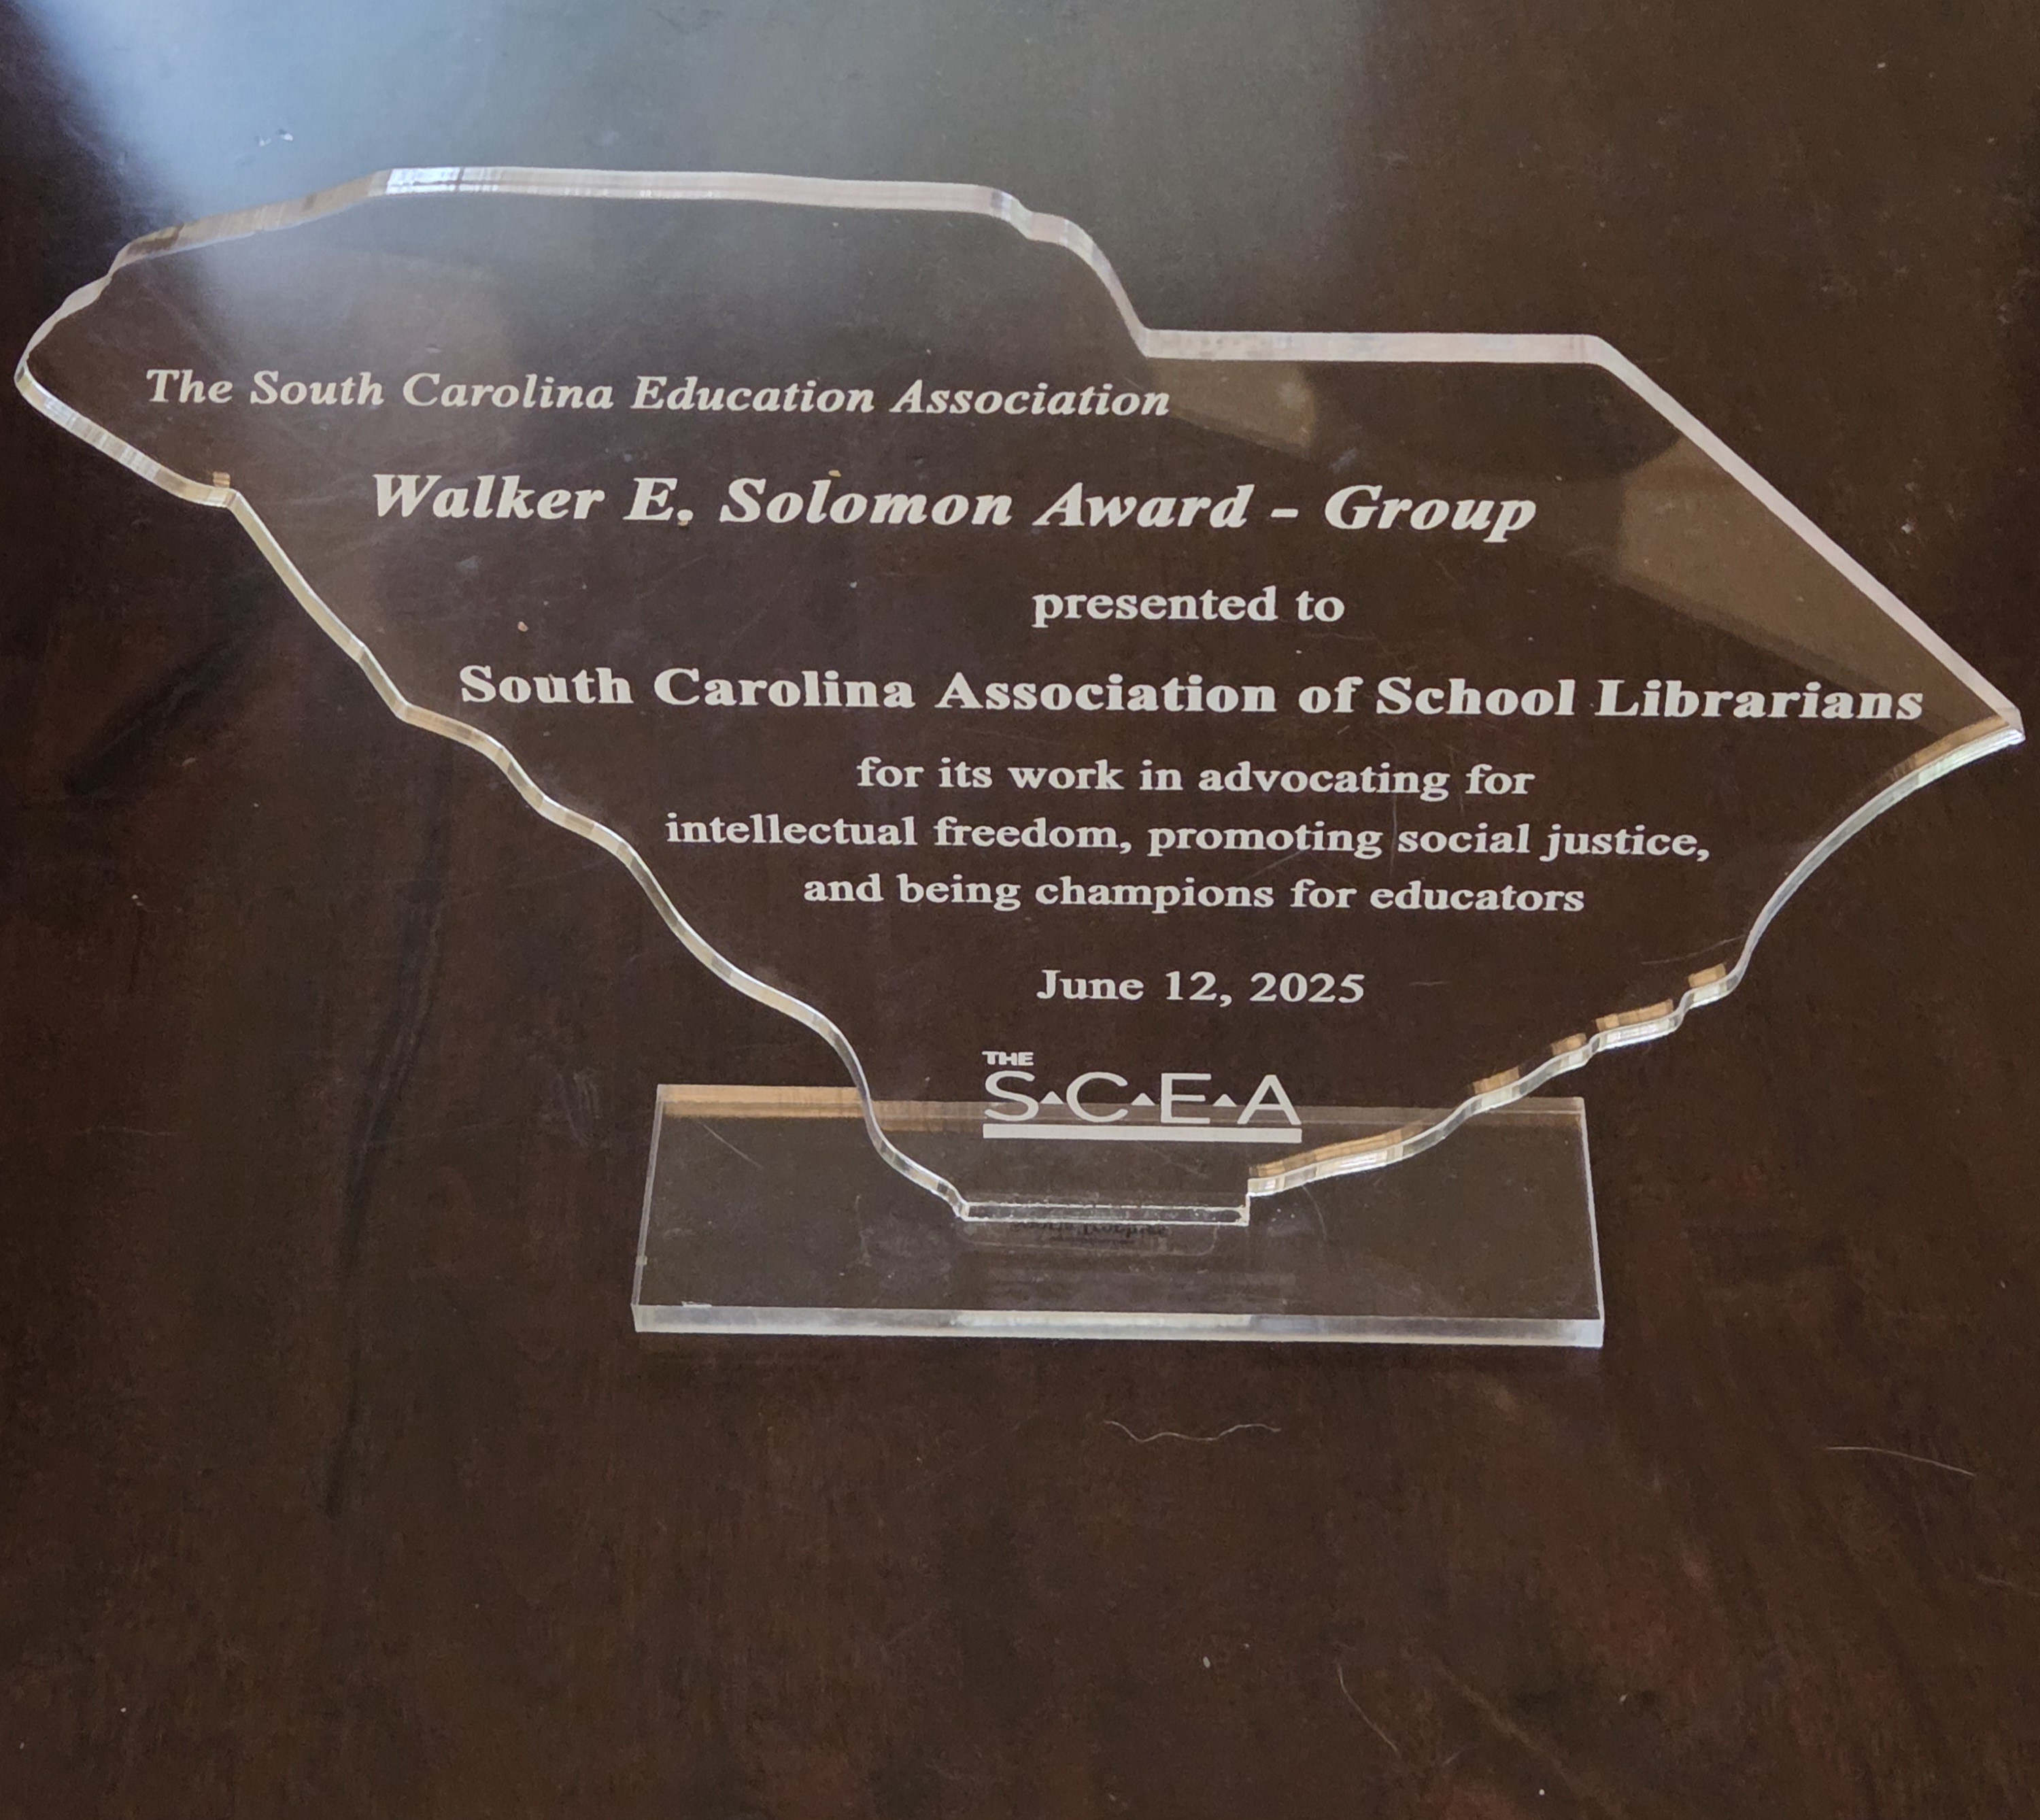 The South Carolina Education Association
Walker E. Solomon Award - Group
presented to
South Carolina Association of School Librarians
for its work in advocating for
intellectual freedom, promoting social justice,
and being champions for educators
June 12, 2025
THE
S▲C▲E▲A